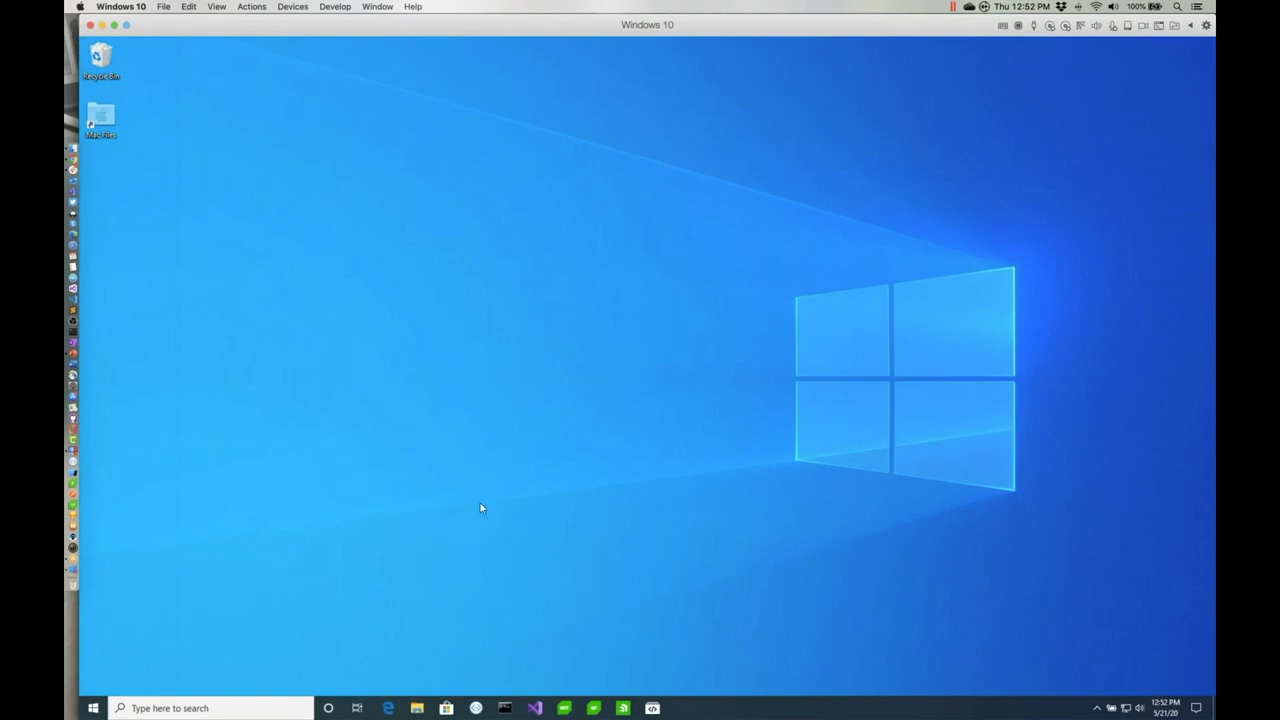 Windows 10 File Edit View Actions Devices Develop Window Help Thu 12:52 PM 100%
Windows 10
Recycle Bin
Mac Files
Type here to search
12:52 PM
5/21/20